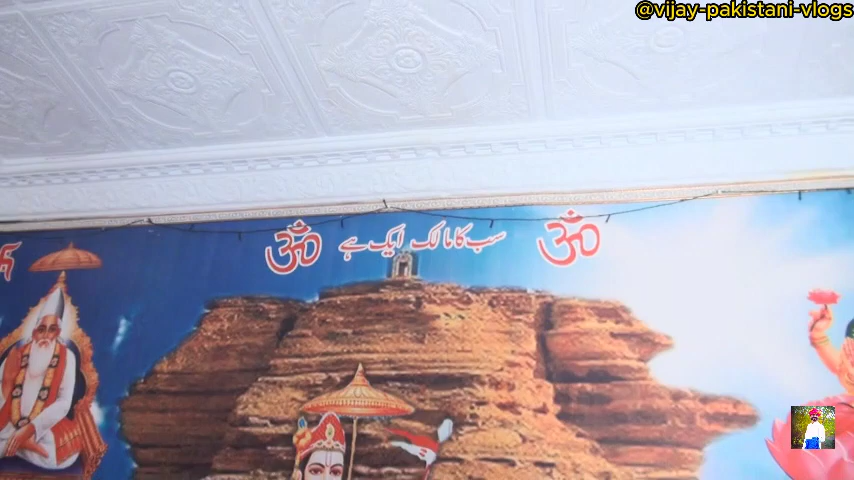 @vijay-pakistani-vlogs
ॐ سب کا مالک ایک ہے ॐ